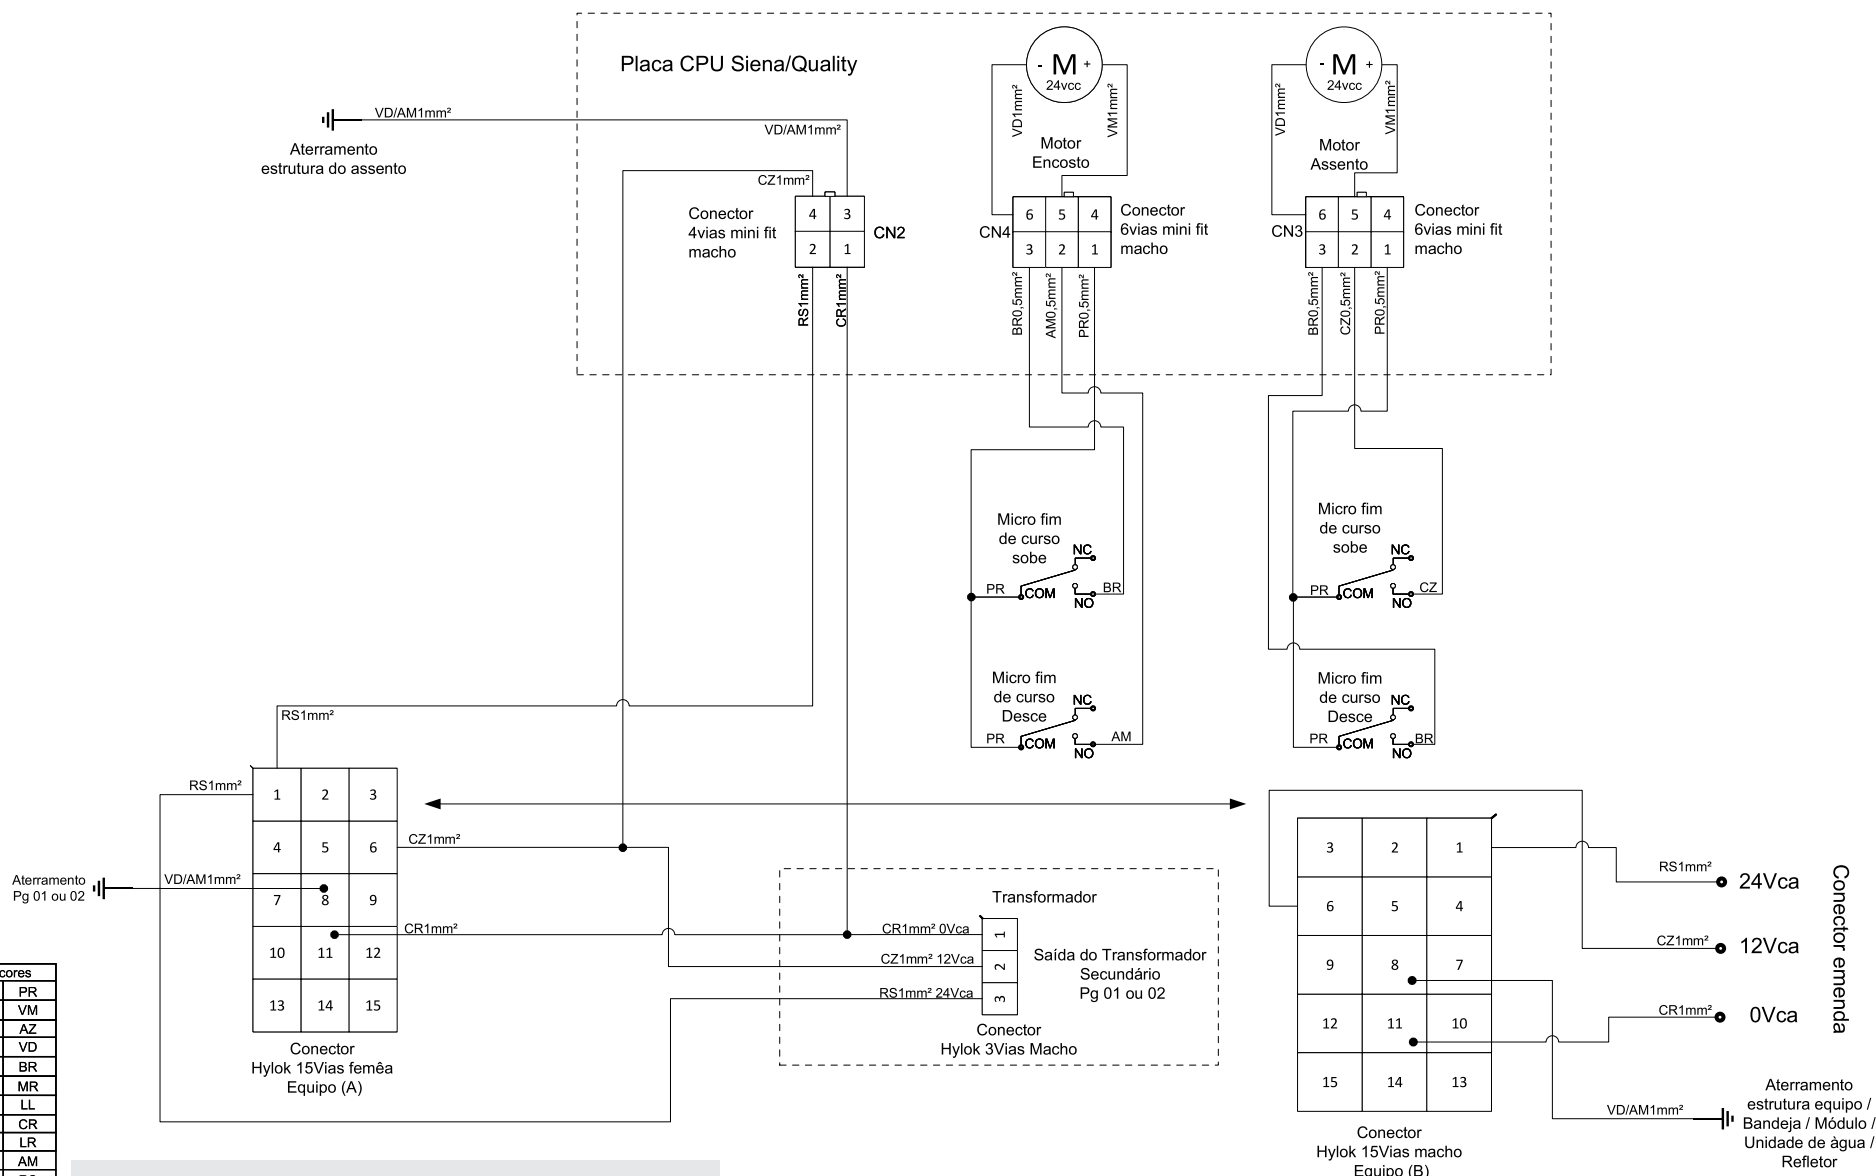 Placa CPU Siena/Quality
- M +
24vcc
VD1mm²
VM1mm²
Motor
Encosto
- M +
24vcc
VD1mm²
VM1mm²
Motor
Assento
VD/AM1mm²
VD/AM1mm²
Aterramento
estrutura do assento
CZ1mm²
Conector
4vias mini fit
macho
4 3
2 1
CN2
RS1mm²
CR1mm²
CN4
6 5 4
3 2 1
Conector
6vias mini fit
macho
BR0,5mm²
AM0,5mm²
PR0,5mm²
CN3
6 5 4
3 2 1
Conector
6vias mini fit
macho
BR0,5mm²
CZ0,5mm²
PR0,5mm²
Micro fim
de curso
sobe
NC
PR
COM
NO
BR
Micro fim
de curso
sobe
NC
PR
COM
NO
CZ
Micro fim
de curso
Desce
NC
PR
COM
NO
AM
Micro fim
de curso
Desce
NC
PR
COM
NO
BR
RS1mm²
RS1mm²
1 2 3
4 5 6
7 8 9
10 11 12
13 14 15
CZ1mm²
Aterramento
Pg 01 ou 02
VD/AM1mm²
CR1mm²
Conector
Hylok 15Vias femêa
Equipo (A)
Transformador
CR1mm² 0Vca
CZ1mm² 12Vca
RS1mm² 24Vca
1
2
3
Saída do Transformador
Secundário
Pg 01 ou 02
Conector
Hylok 3Vias Macho
3 2 1
6 5 4
9 8 7
12 11 10
15 14 13
Conector
Hylok 15Vias macho
Equipo (B)
RS1mm²
24Vca
CZ1mm²
12Vca
CR1mm²
0Vca
Conector emenda
VD/AM1mm²
Aterramento
estrutura equipo /
Bandeja / Módulo /
Unidade de àgua /
Refletor
cores
PR
VM
AZ
VD
BR
MR
LL
CR
LR
AM